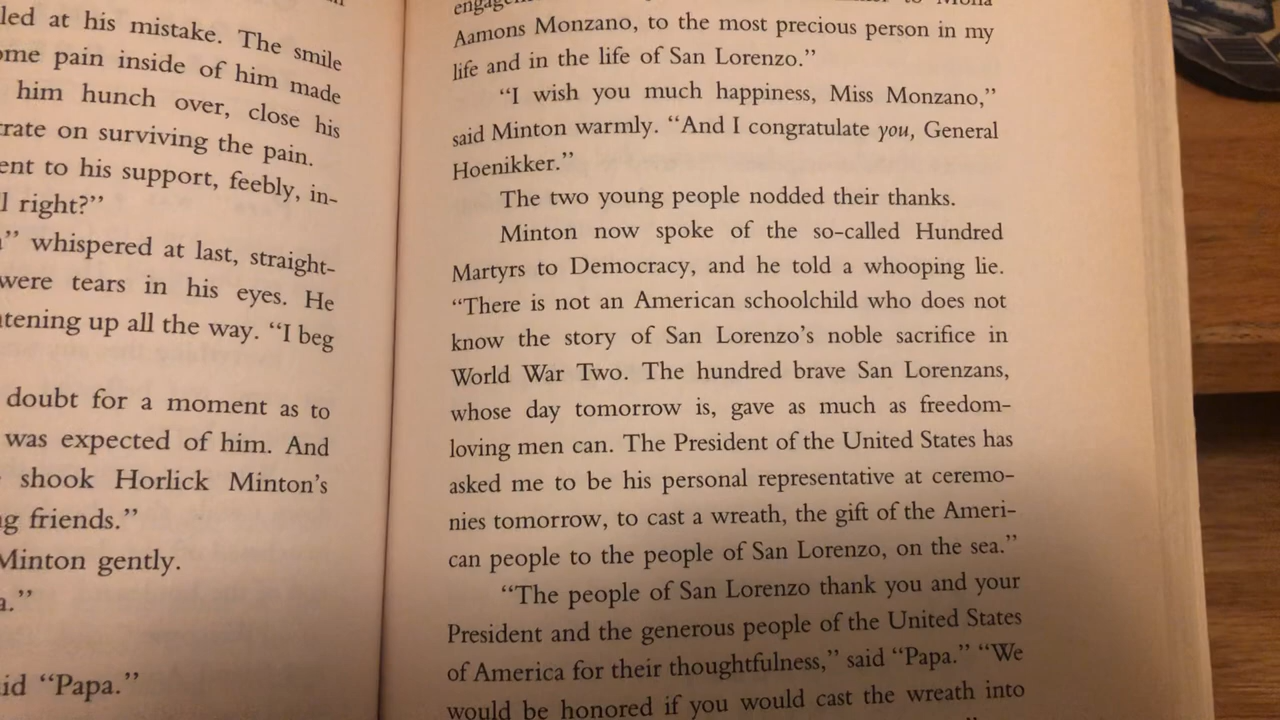 led at his mistake. The smile
ome pain inside of him made
him hunch over, close his
rate on surviving the pain.
ent to his support, feebly, in-
l right?”
” whispered at last, straight-
were tears in his eyes. He
tening up all the way. “I beg
doubt for a moment as to
was expected of him. And
shook Horlick Minton’s
ng friends.”
Minton gently.
a.”
id “Papa.”
Aamons Monzano, to the most precious person in my
life and in the life of San Lorenzo.”
“I wish you much happiness, Miss Monzano,”
said Minton warmly. “And I congratulate you, General
Hoenikker.”
The two young people nodded their thanks.
Minton now spoke of the so-called Hundred
Martyrs to Democracy, and he told a whooping lie.
“There is not an American schoolchild who does not
know the story of San Lorenzo’s noble sacrifice in
World War Two. The hundred brave San Lorenzans,
whose day tomorrow is, gave as much as freedom-
loving men can. The President of the United States has
asked me to be his personal representative at ceremo-
nies tomorrow, to cast a wreath, the gift of the Ameri-
can people to the people of San Lorenzo, on the sea.”
“The people of San Lorenzo thank you and your
President and the generous people of the United States
of America for their thoughtfulness,” said “Papa.” “We
would be honored if you would cast the wreath into